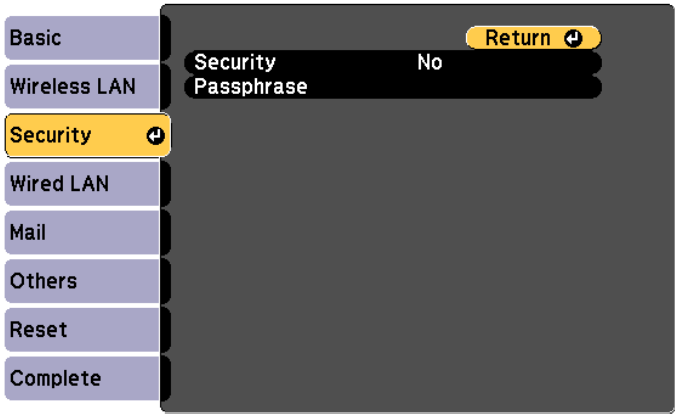 Basic
Wireless LAN
Security
Wired LAN
Mail
Others
Reset
Complete
Return
Security No
Passphrase